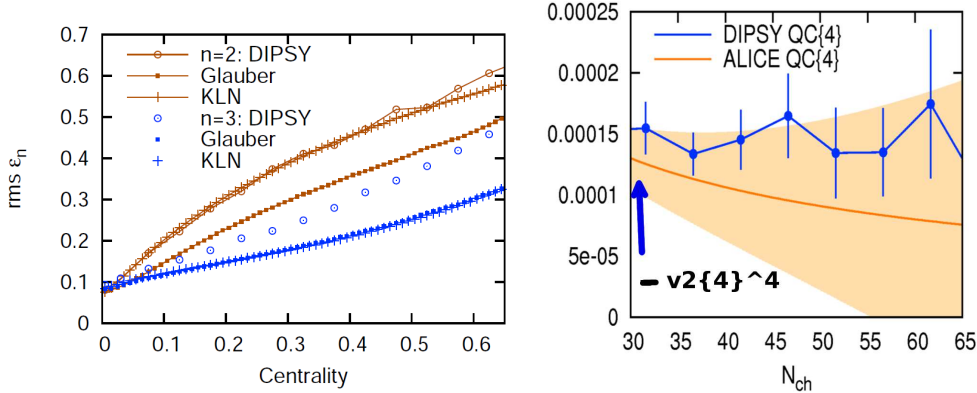 0.7
0.6
0.5
0.4
0.3
0.2
0.1
0
rms εn
n=2: DIPSY
Glauber
KLN
n=3: DIPSY
Glauber
KLN
0 0.1 0.2 0.3 0.4 0.5 0.6
Centrality
0.00025
0.0002
0.00015
0.0001
5e-05
0
DIPSY QC{4}
ALICE QC{4}
- v2{4}^4
30 35 40 45 50 55 60 65
Nch